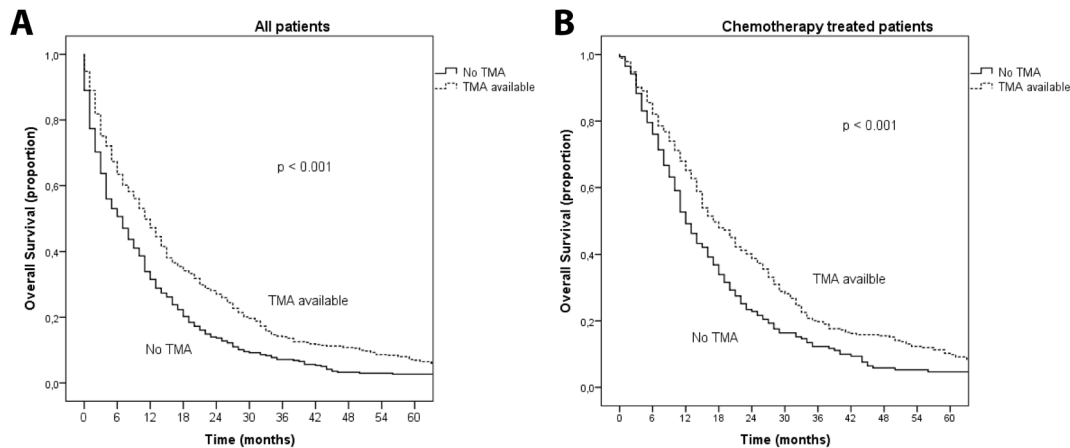 A
All patients
Overall Survival (proportion)
1,0
0,8
0,6
0,4
0,2
0,0
No TMA
TMA available
p < 0.001
TMA available
No TMA
0 6 12 18 24 30 36 42 48 54 60
Time (months)
B
Chemotherapy treated patients
Overall Survival (proportion)
1,0
0,8
0,6
0,4
0,2
0,0
No TMA
TMA available
p < 0.001
TMA availble
No TMA
0 6 12 18 24 30 36 42 48 54 60
Time (months)